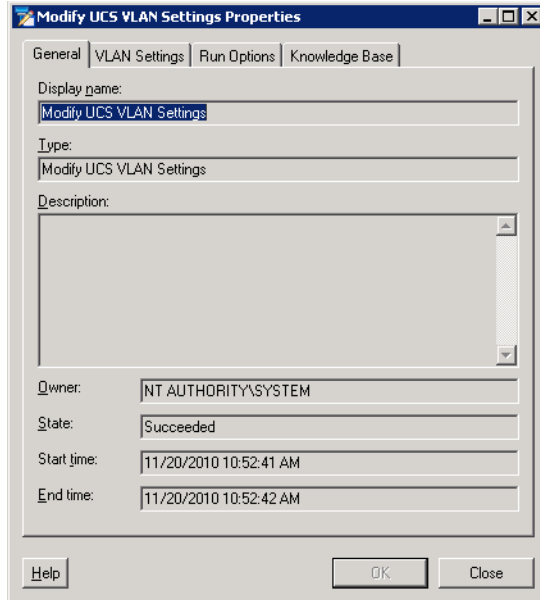 Modify UCS VLAN Settings Properties
General VLAN Settings Run Options Knowledge Base
Display name:
Modify UCS VLAN Settings
Type:
Modify UCS VLAN Settings
Description:
Owner: NT AUTHORITY\SYSTEM
State: Succeeded
Start time: 11/20/2010 10:52:41 AM
End time: 11/20/2010 10:52:42 AM
Help OK Close